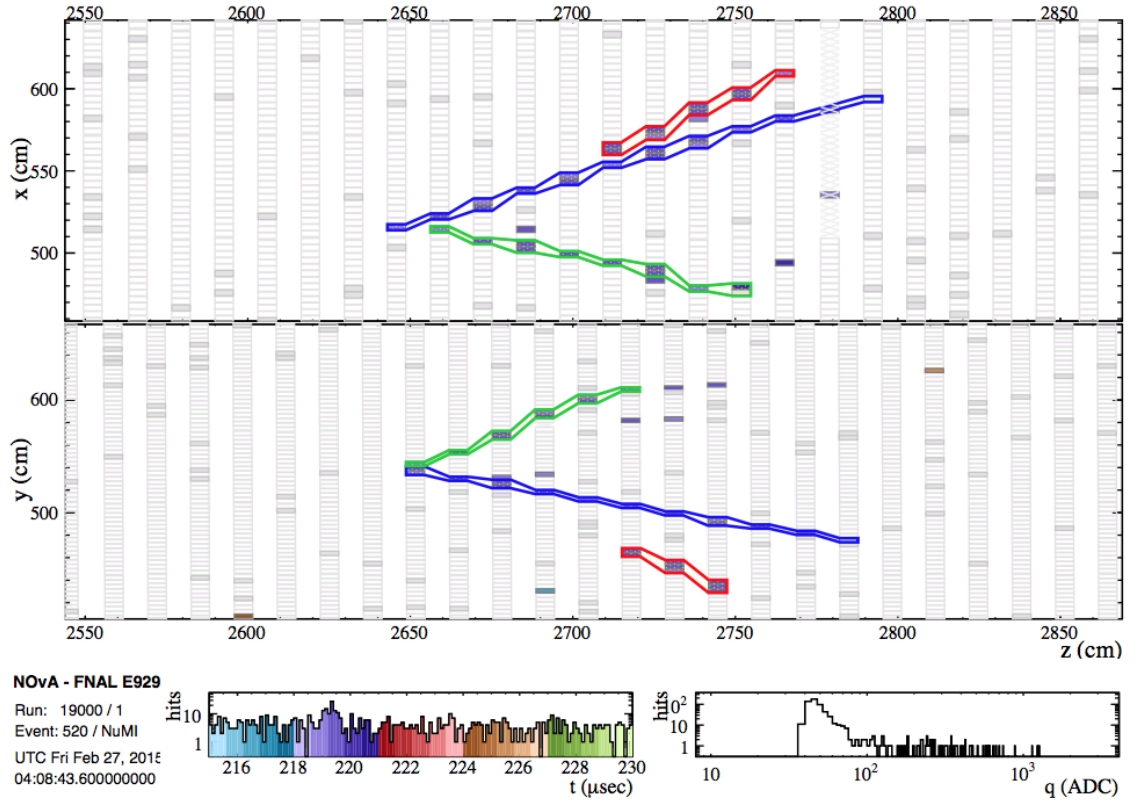 2550 2600 2650 2700 2750 2800 2850
x (cm)
600
550
500
y (cm)
600
500
2550 2600 2650 2700 2750 2800 2850
z (cm)
NOvA - FNAL E929
Run: 19000 / 1
Event: 520 / NuMI
UTC Fri Feb 27, 2015
04:08:43.600000000
hits
10
1
216 218 220 222 224 226 228 230
t (μsec)
hits
10²
10
1
10 10² 10³
q (ADC)